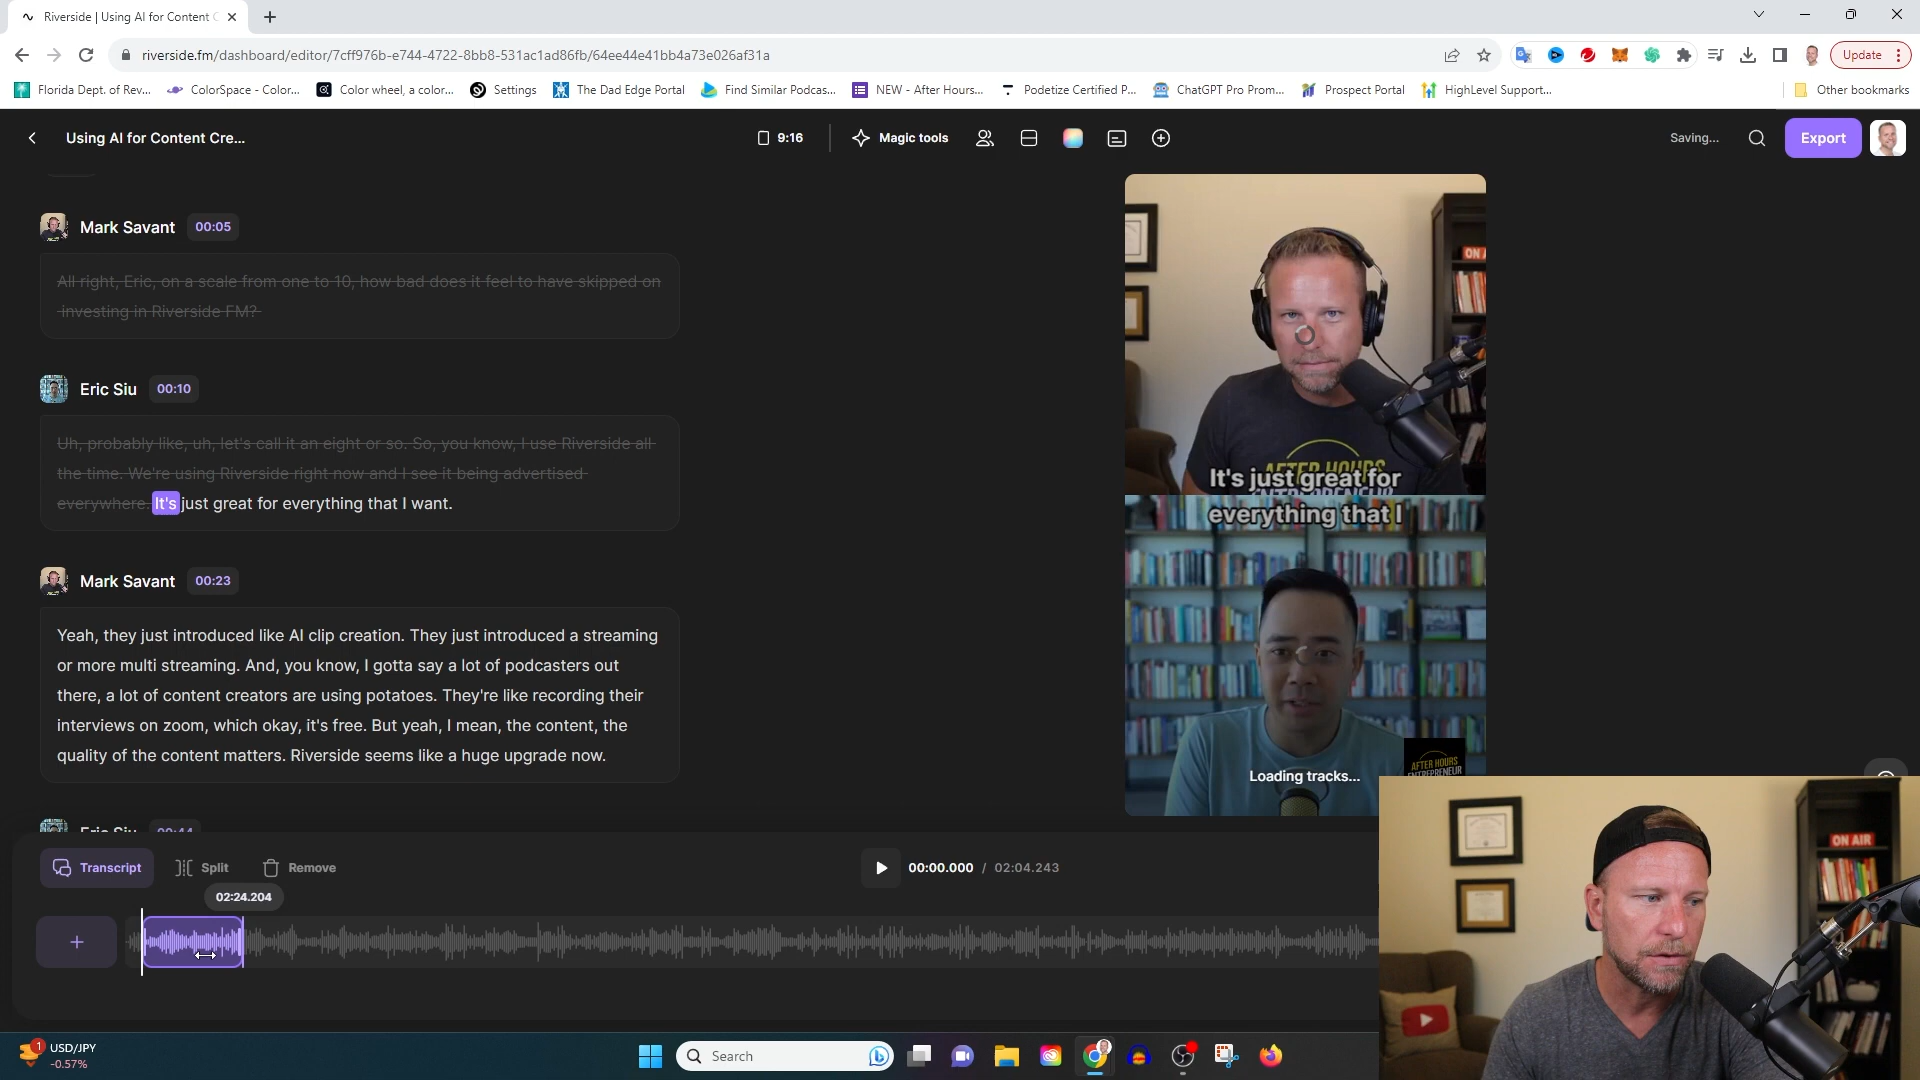 Riverside | Using AI for Content C
riverside.fm/dashboard/editor/7cff976b-e744-4722-8bb8-531ac1ad86fb/64ee44e41bb4a73e026af31a
Update
Florida Dept. of Rev...
ColorSpace - Color...
Color wheel, a color...
Settings
The Dad Edge Portal
Find Similar Podcas...
NEW - After Hours...
Podetize Certified P...
ChatGPT Pro Prom...
Prospect Portal
HighLevel Support...
Other bookmarks
Using AI for Content Cre...
9:16
Magic tools
Saving...
Export
Mark Savant 00:05
All right, Eric, on a scale from one to 10, how bad does it feel to have skipped on
investing in Riverside FM?
Eric Siu 00:10
Uh, probably like, uh, let's call it an eight or so. So, you know, I use Riverside all
the time. We're using Riverside right now and I see it being advertised
everywhere. It's just great for everything that I want.
Mark Savant 00:23
Yeah, they just introduced like AI clip creation. They just introduced a streaming
or more multi streaming. And, you know, I gotta say a lot of podcasters out
there, a lot of content creators are using potatoes. They're like recording their
interviews on zoom, which okay, it's free. But yeah, I mean, the content, the
quality of the content matters. Riverside seems like a huge upgrade now.
Eric Siu 00:44
ON A
AFTER HOURS
It's just great for
everything that I
Loading tracks...
AFTER HOURS
ENTREPRENEUR
Transcript
Split
Remove
02:24.204
00:00.000 / 02:04.243
+
ON AIR
1
USD/JPY
-0.57%
Search